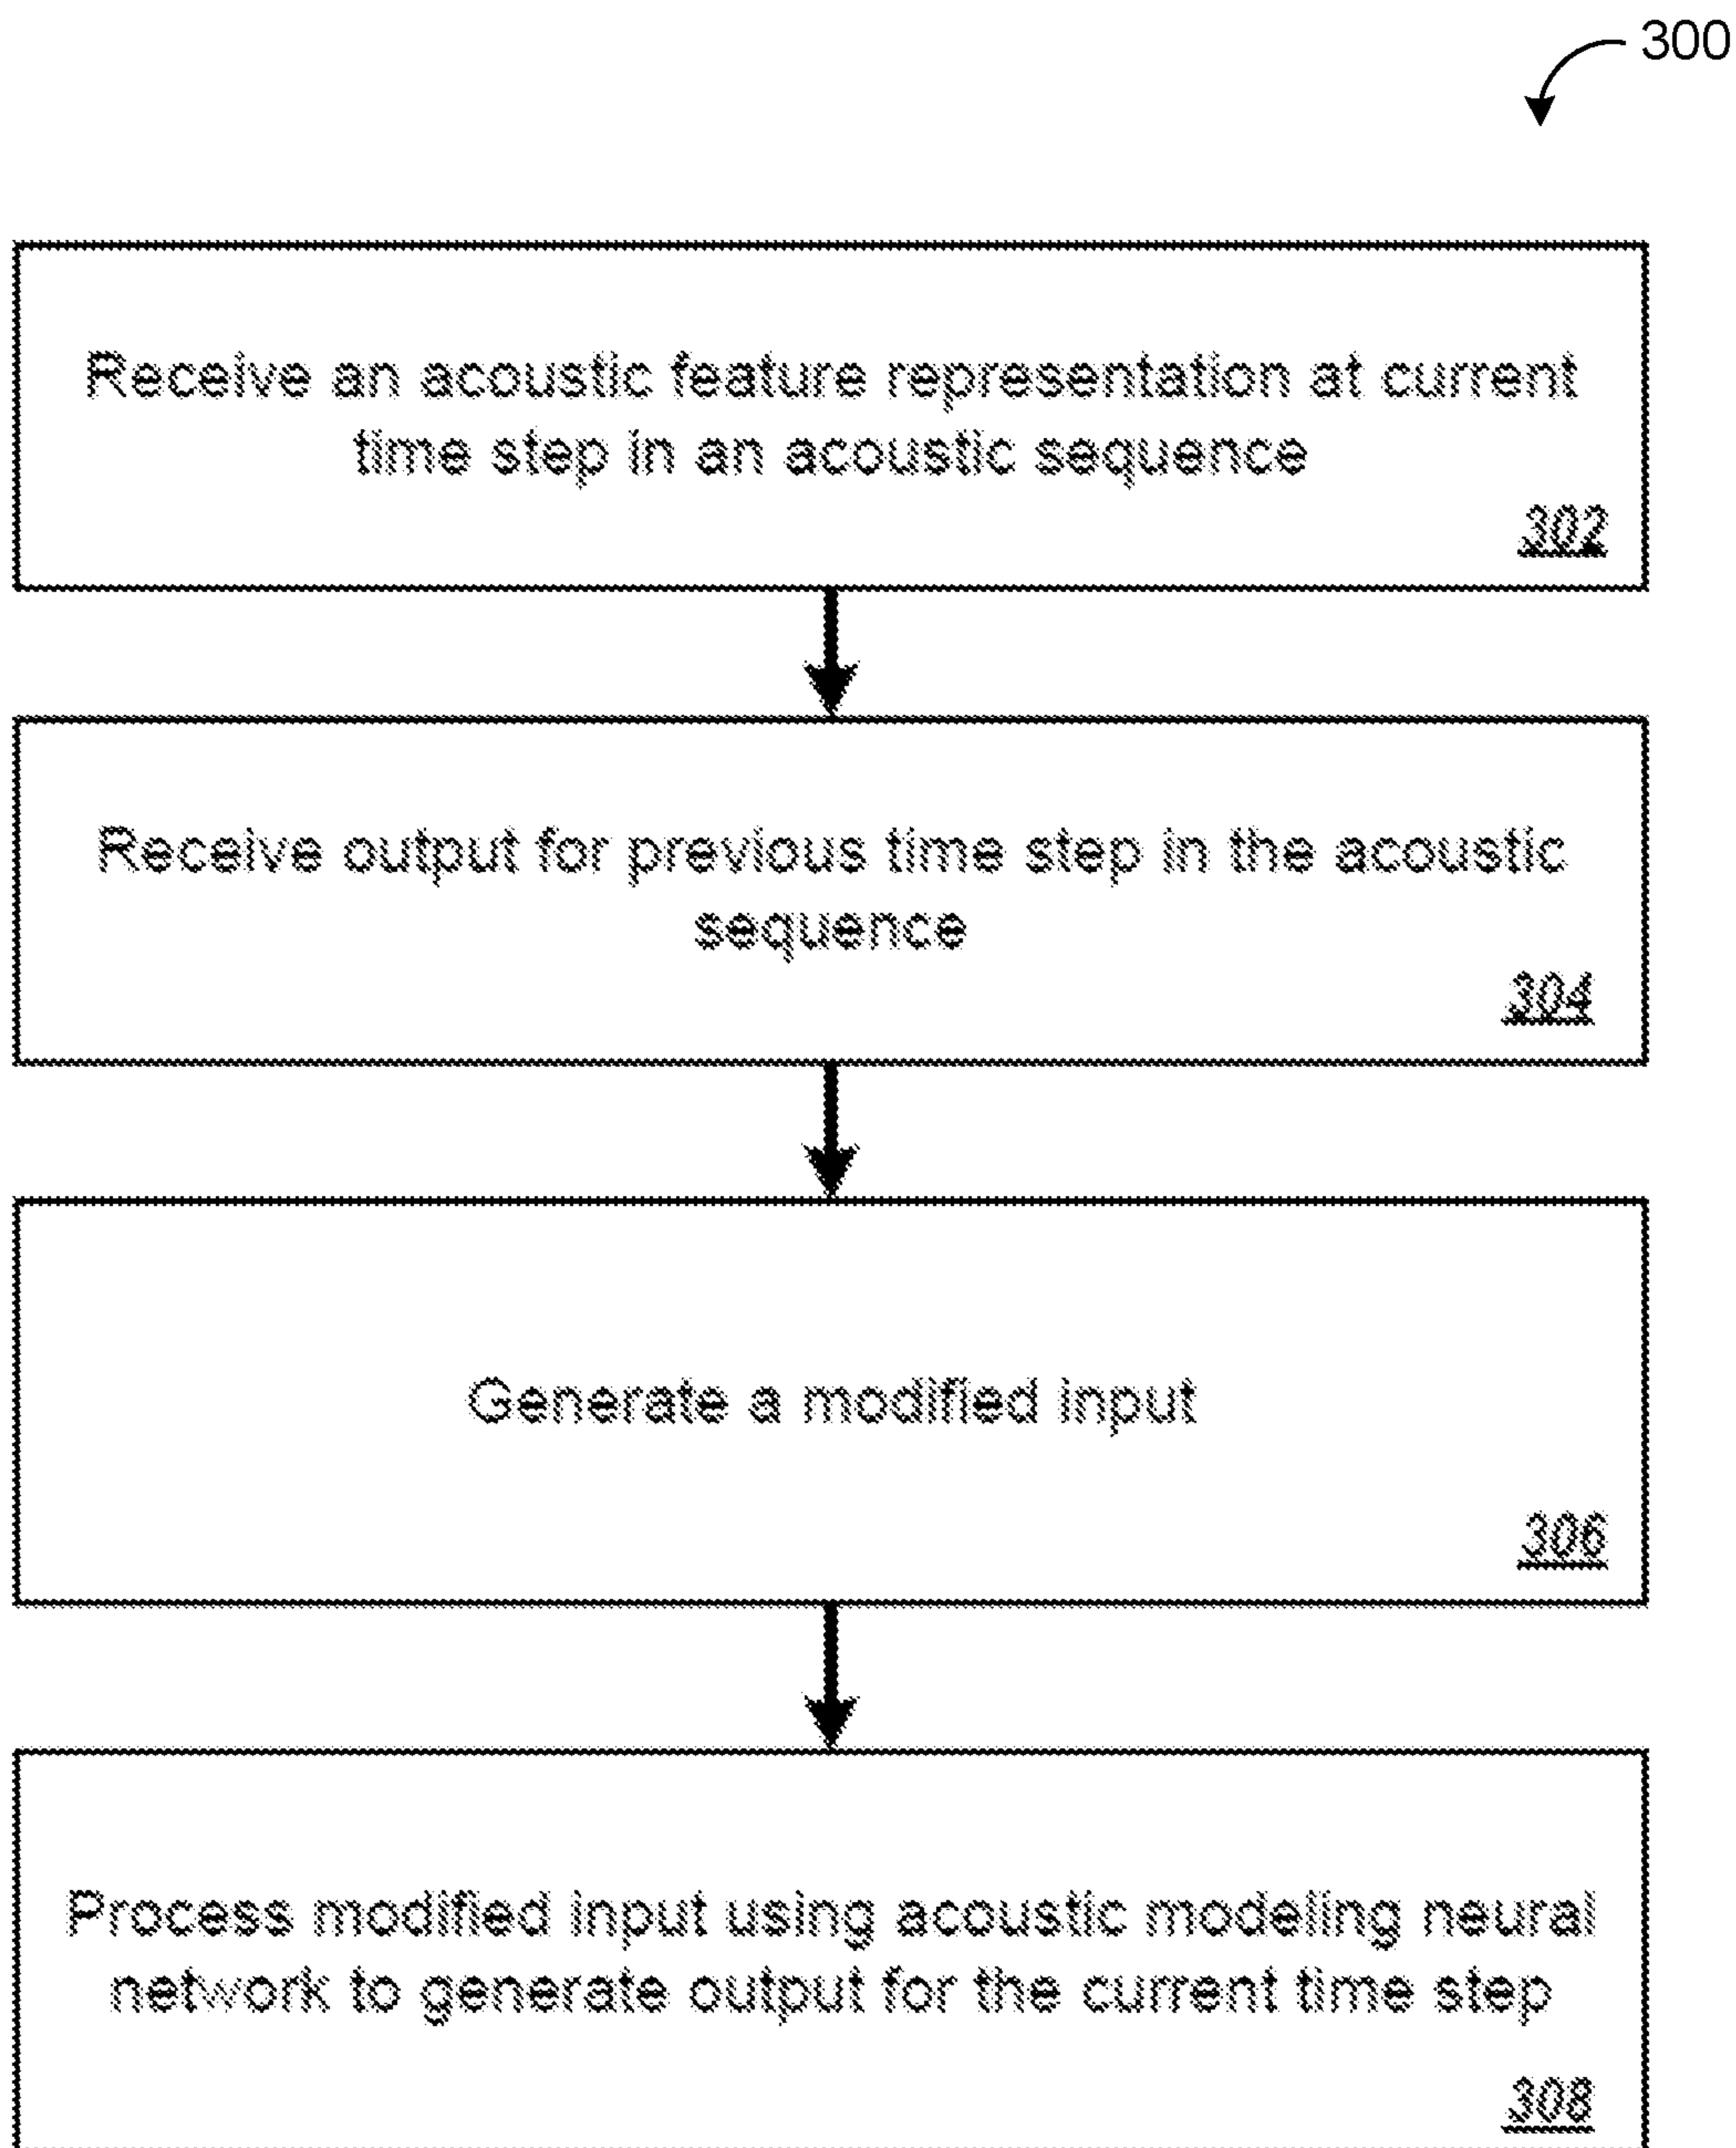 300
Receive an acoustic feature representation at current
time step in an acoustic sequence
302
Receive output for previous time step in the acoustic
sequence
304
Generate a modified input
306
Process modified input using acoustic modeling neural
network to generate output for the current time step
308